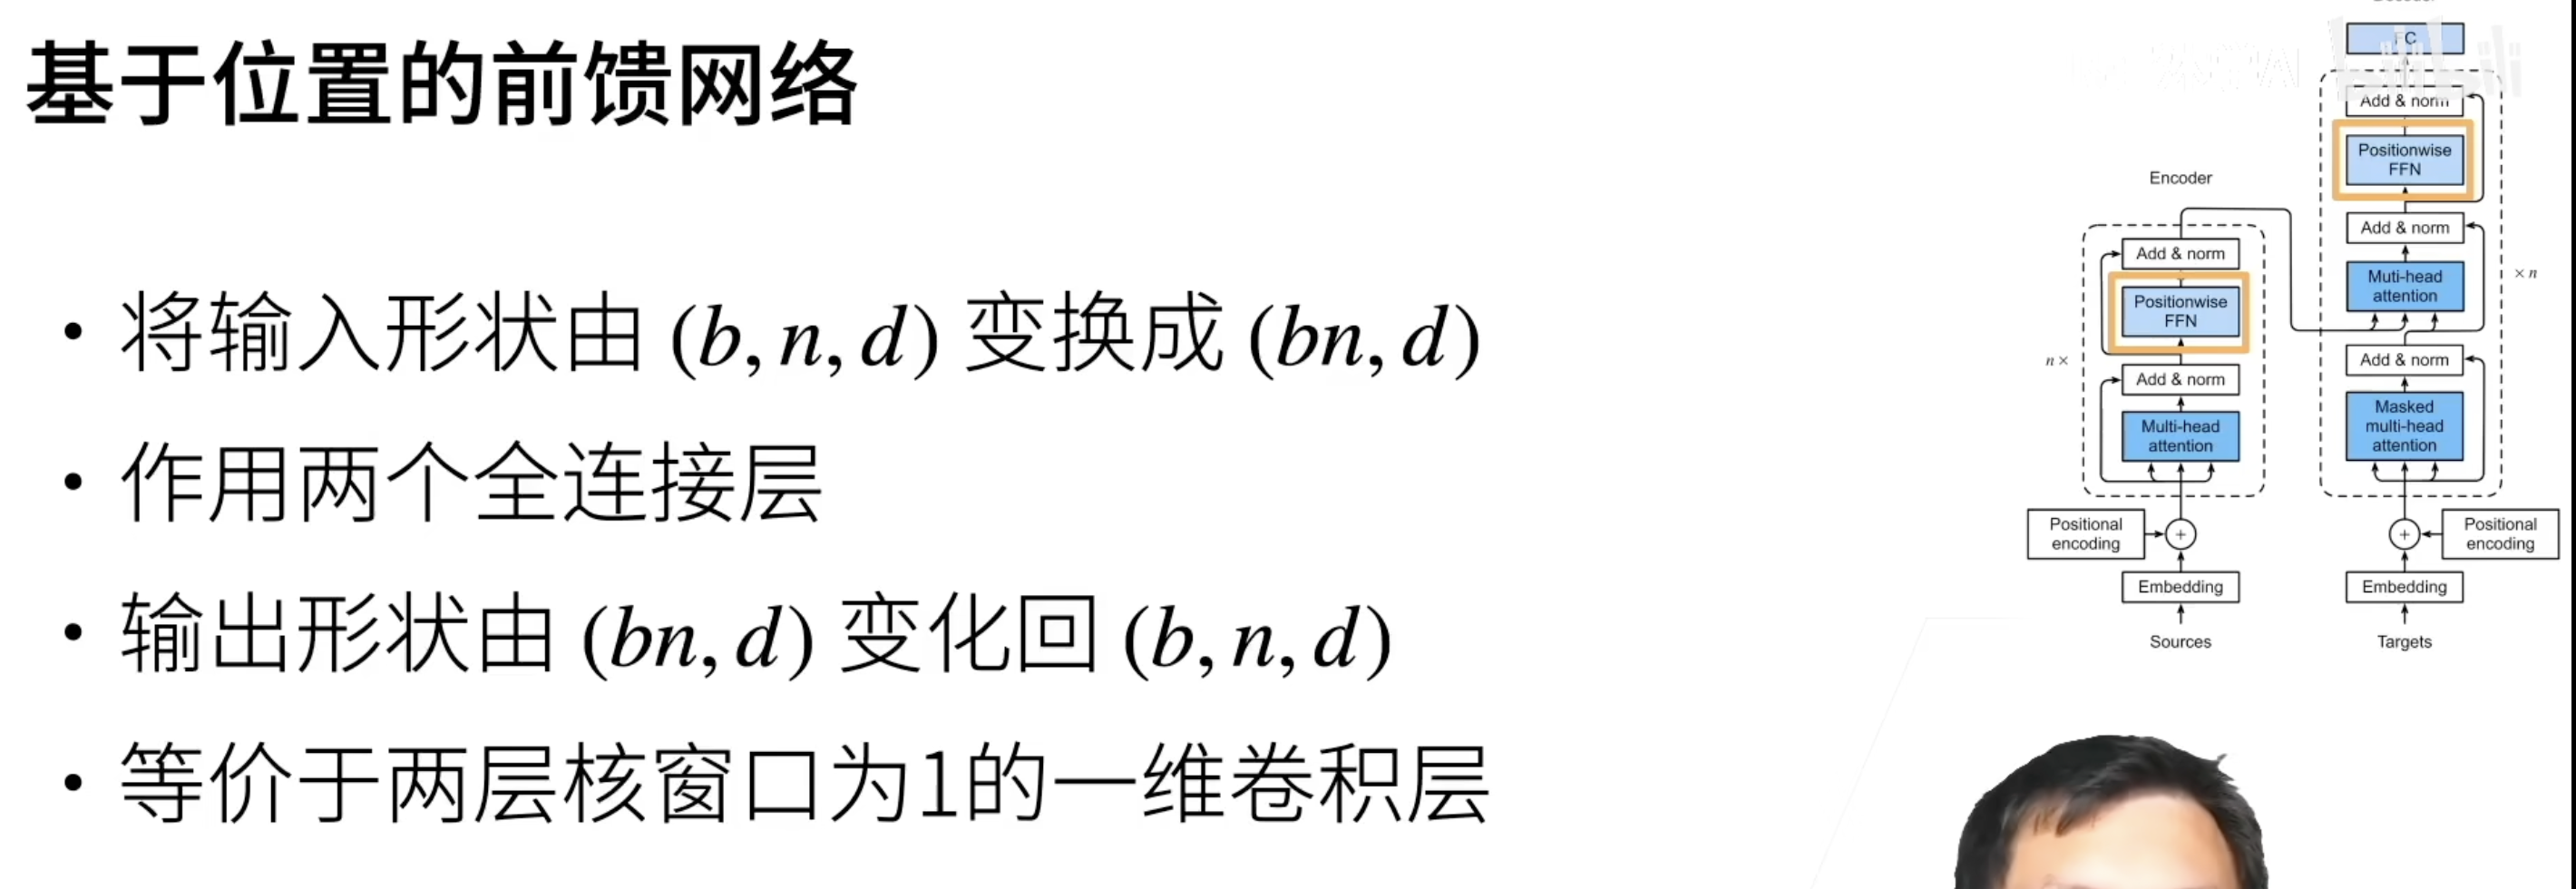 基于位置的前馈网络
将输入形状由 (b, n, d) 变换成 (bn, d)
作用两个全连接层
输出形状由 (bn, d) 变化回 (b, n, d)
等价于两层核窗口为1的一维卷积层
Encoder
Add & norm
Positionwise
FFN
n ×
Add & norm
Multi-head
attention
Positional
encoding
+
Embedding
Sources
FC
Add & norm
Positionwise
FFN
Add & norm
Muti-head
attention
× n
Add & norm
Masked
multi-head
attention
+
Positional
encoding
Embedding
Targets
bilibili